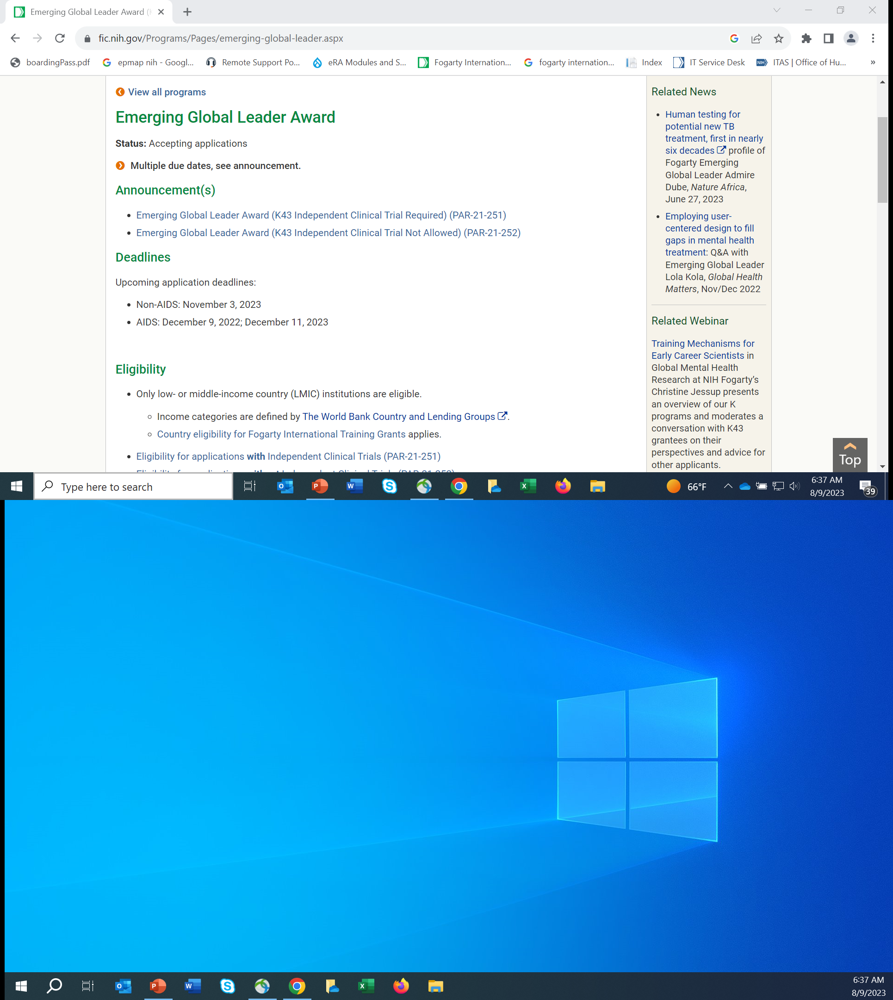 Emerging Global Leader Award (
fic.nih.gov/Programs/Pages/emerging-global-leader.aspx
boardingPass.pdf
epmap nih - Googl...
Remote Support Po...
eRA Modules and S...
Fogarty Internation...
fogarty internation...
Index
IT Service Desk
NIH
ITAS | Office of Hu...
»
View all programs
Emerging Global Leader Award
Status: Accepting applications
Multiple due dates, see announcement.
Announcement(s)
• Emerging Global Leader Award (K43 Independent Clinical Trial Required) (PAR-21-251)
• Emerging Global Leader Award (K43 Independent Clinical Trial Not Allowed) (PAR-21-252)
Deadlines
Upcoming application deadlines:
• Non-AIDS: November 3, 2023
• AIDS: December 9, 2022; December 11, 2023
Eligibility
• Only low- or middle-income country (LMIC) institutions are eligible.
Income categories are defined by The World Bank Country and Lending Groups.
Country eligibility for Fogarty International Training Grants applies.
• Eligibility for applications with Independent Clinical Trials (PAR-21-251)
Related News
• Human testing for
potential new TB
treatment, first in nearly
six decades profile of
Fogarty Emerging
Global Leader Admire
Dube, Nature Africa,
June 27, 2023
• Employing user-
centered design to fill
gaps in mental health
treatment: Q&A with
Emerging Global Leader
Lola Kola, Global Health
Matters, Nov/Dec 2022
Related Webinar
Training Mechanisms for
Early Career Scientists in
Global Mental Health
Research at NIH Fogarty's
Christine Jessup presents
an overview of our K
programs and moderates a
conversation with K43
grantees on their
perspectives and advice for
other applicants.
Top
Type here to search
66°F
6:37 AM
8/9/2023
39
6:37 AM
8/9/2023